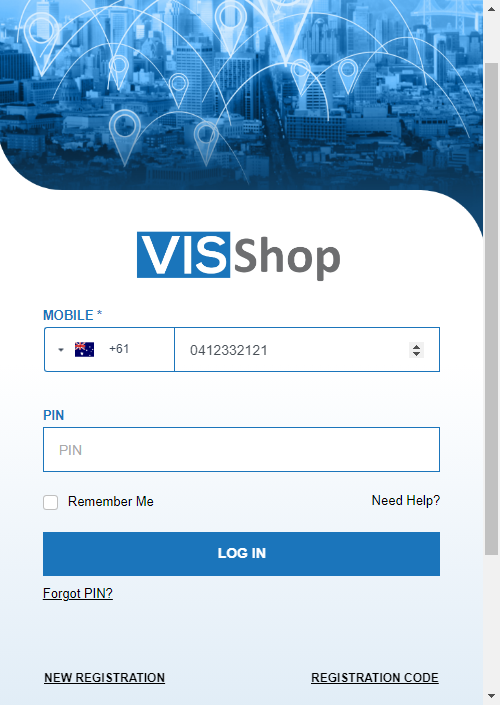 VISShop
MOBILE *
+61 0412332121
PIN
PIN
Remember Me Need Help?
LOG IN
Forgot PIN?
NEW REGISTRATION REGISTRATION CODE